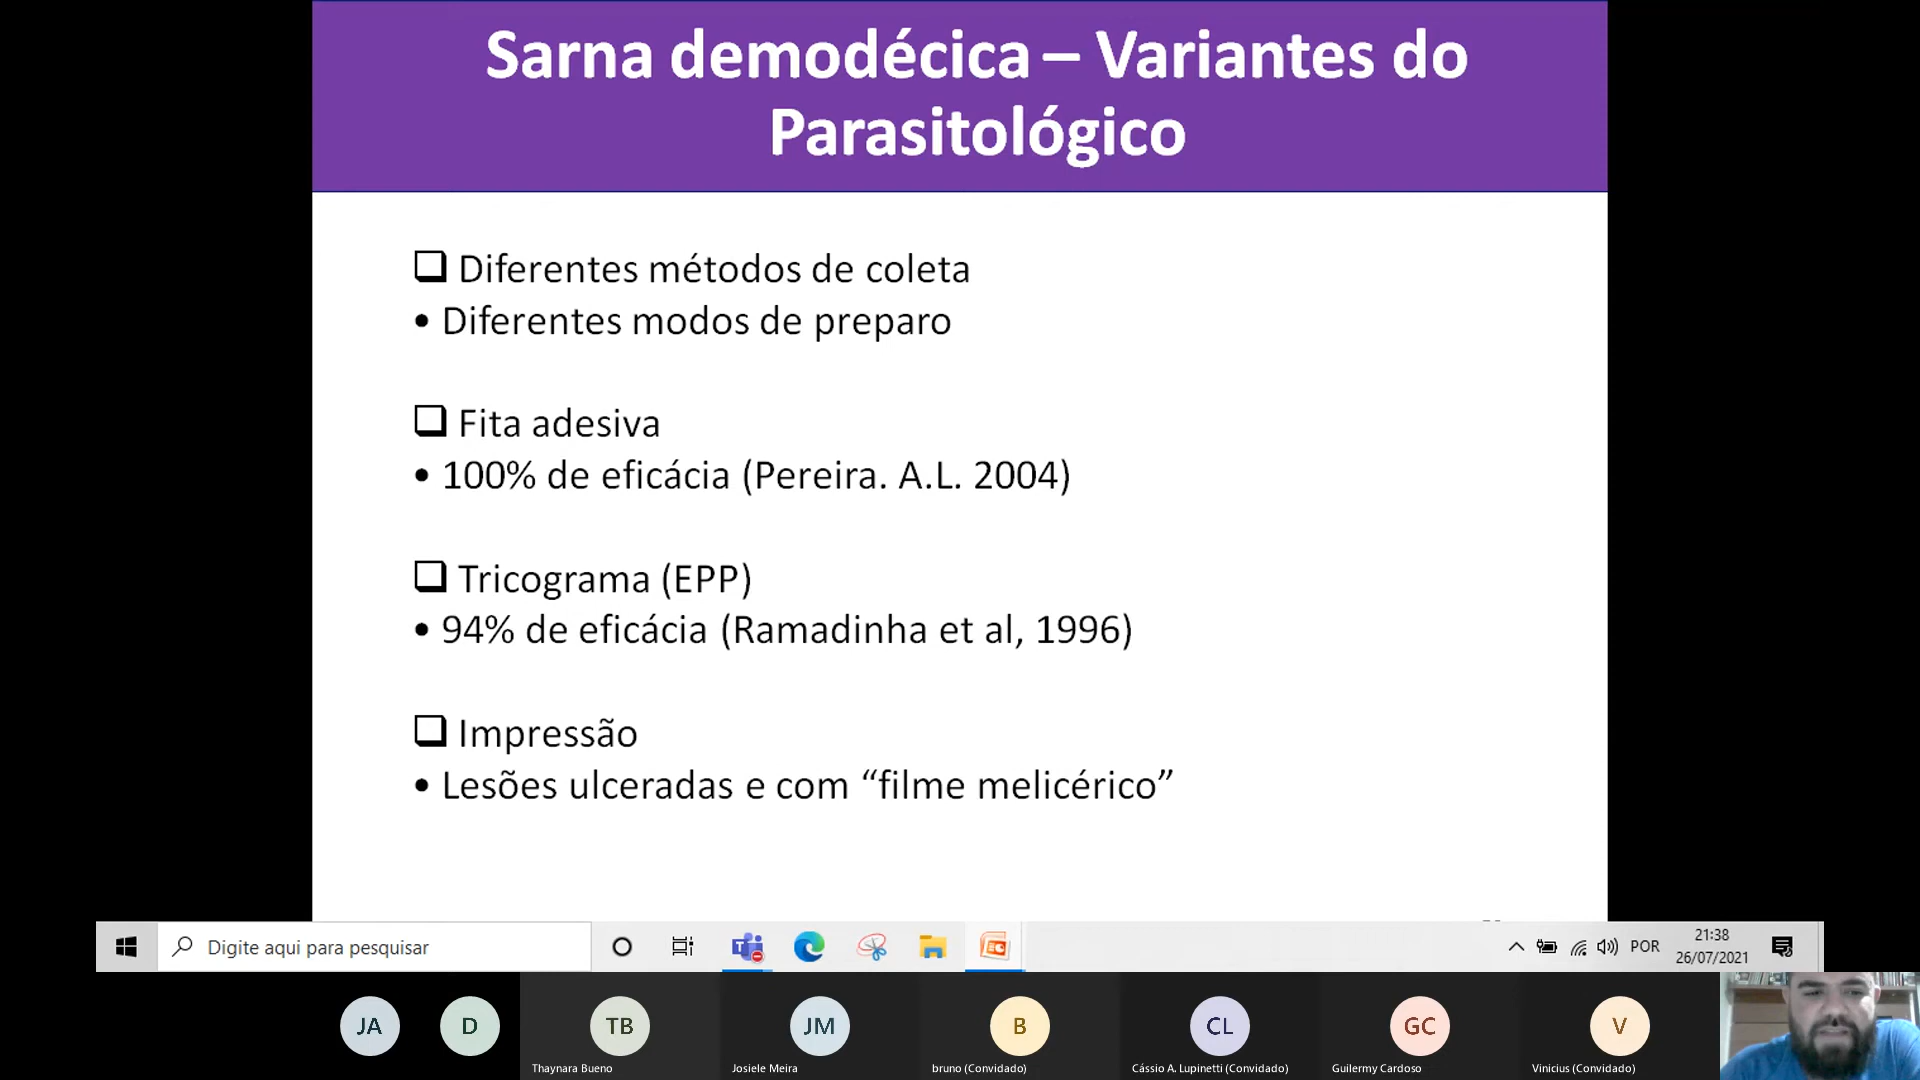 Sarna demodécica – Variantes do
Parasitológico
Diferentes métodos de coleta
• Diferentes modos de preparo
Fita adesiva
• 100% de eficácia (Pereira. A.L. 2004)
Tricograma (EPP)
• 94% de eficácia (Ramadinha et al, 1996)
Impressão
• Lesões ulceradas e com “filme melicérico”
Digite aqui para pesquisar
POR
21:38
26/07/2021
JA
D
TB
JM
B
CL
GC
V
Thaynara Bueno
Josiele Meira
bruno (Convidado)
Cássio A. Lupinetti (Convidado)
Guilermy Cardoso
Vinicius (Convidado)